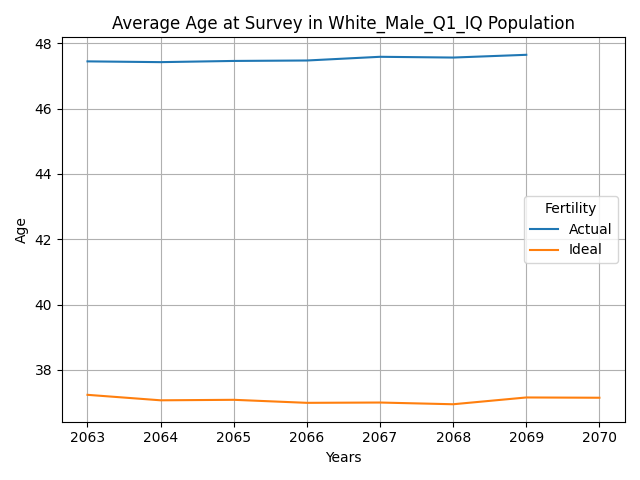 Average Age at Survey in White_Male_Q1_IQ Population
48
46
44
42
40
38
Age
Fertility
Actual
Ideal
2063 2064 2065 2066 2067 2068 2069 2070
Years